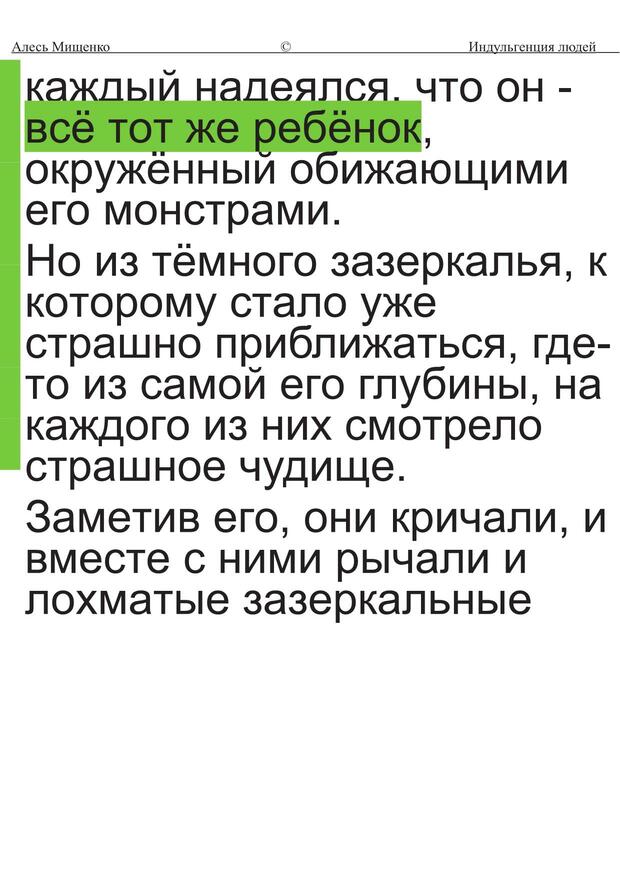 Алесь Мищенко © Индульгенция людей
каждый надеялся, что он -
всё тот же ребёнок,
окружённый обижающими
его монстрами.
Но из тёмного зазеркалья, к
которому стало уже
страшно приближаться, где-
то из самой его глубины, на
каждого из них смотрело
страшное чудище.
Заметив его, они кричали, и
вместе с ними рычали и
лохматые зазеркальные